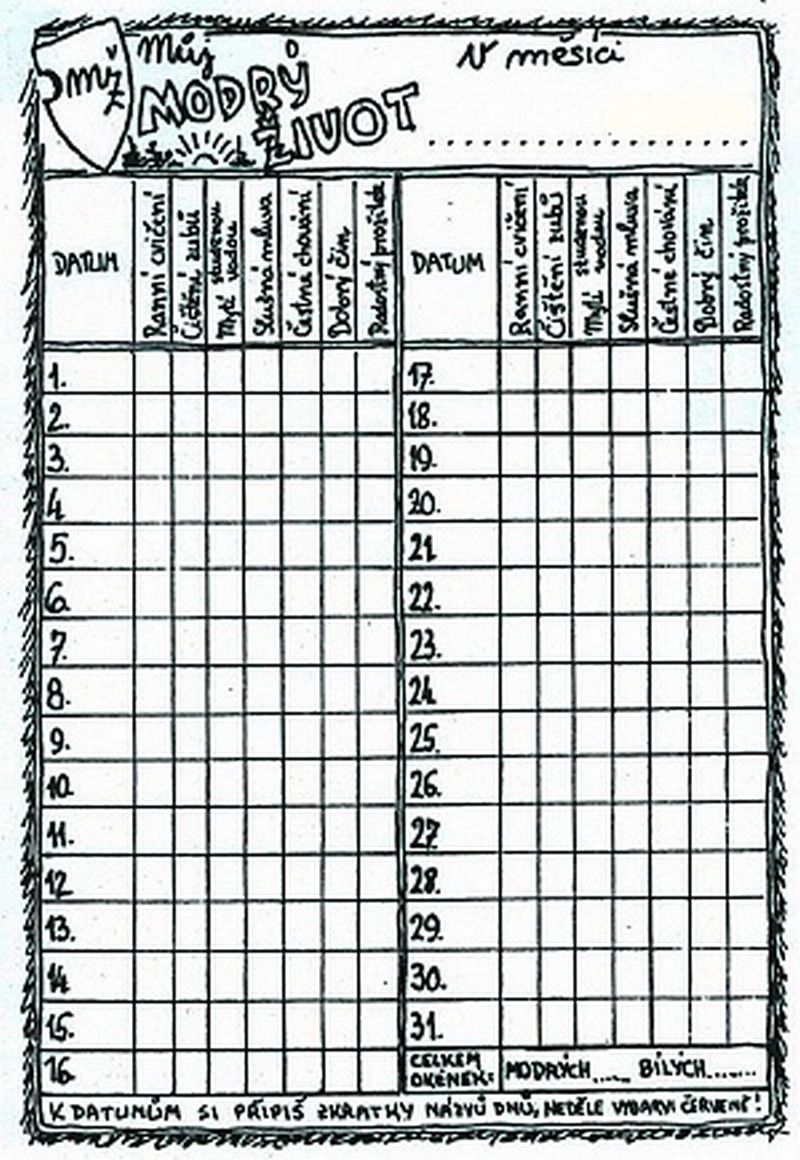 MŽ
Můj
MODRÝ
ŽIVOT
V mesíci
....................
DATUM
Ranní cvičení
Čištění zubů
Mytí studenou vodou
Slušná mluva
Čestné chování
Dobrý čin
Radostný prožitek
DATUM
Ranní cvičení
Čištění zubů
Mytí studenou vodou
Slušná mluva
Čestné chování
Dobrý čin
Radostný prožitek
1. 17.
2. 18.
3. 19.
4 20.
5. 21
6. 22.
7. 23.
8. 24
9. 25.
10. 26.
11. 27
12 28.
13. 29.
14 30.
15. 31.
16. CELKEM
OKÉNEK: MODRÝCH..... BÍLÝCH.......
K DATUMŮM SI PŘIPIŠ ZKRATKY NÁZVŮ DNŮ, NEDĚLE VYBARVI ČERVENĚ!